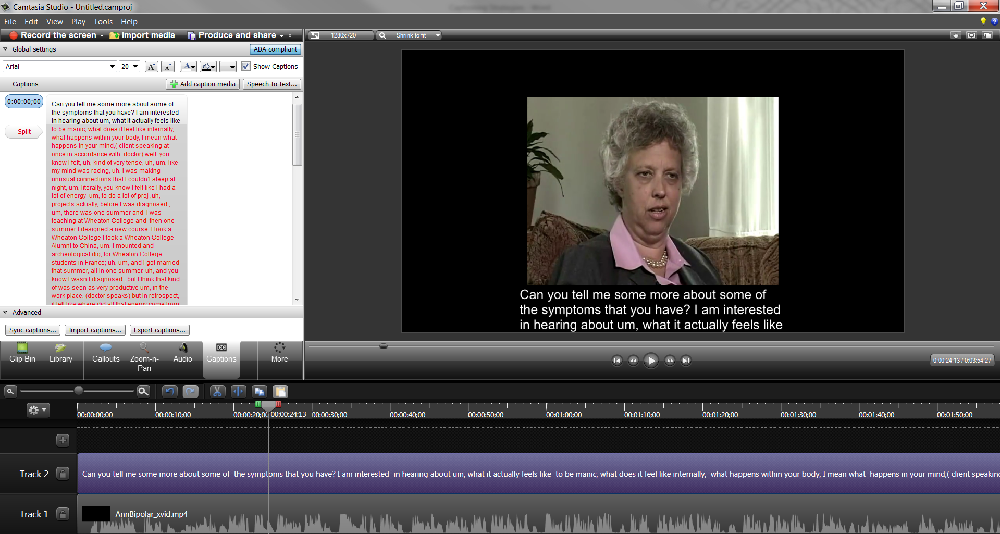 Camtasia Studio - Untitled.camproj
Captioning Strategies - Word
File Edit View Play Tools Help
Record the screen Import media Produce and share
1280x720 Shrink to fit
Global settings ADA compliant
Arial 20 Show Captions
Captions Add caption media Speech-to-text...
0:00:00;00
Split
Can you tell me some more about some of
the symptoms that you have? I am interested
in hearing about um, what it actually feels like
to be manic, what does it feel like internally,
what happens within your body, I mean what
happens in your mind,( client speaking at
once in accordance with  doctor) well, you
know I felt, uh, kind of very tense, uh, um, like
my mind was racing, uh, I was making
unusual connections that I couldn't sleep at
night, um, literally, you know I felt like I had a
lot of energy  um, to do a lot of proj ,uh,
projects actually, before I was diagnosed ,
um, there was one summer and  I was
teaching at Wheaton College and  then one
summer I designed a new course, I took a
Wheaton College I took a Wheaton College
Alumni to China, um, I mounted and
archeological dig, for Wheaton College
students in France; uh, um, and I got married
that summer, all in one summer, uh, and you
know I wasn't diagnosed , but I think that kind
of was seen as very productive um, in the
work place, (doctor speaks) but in retrospect,
it felt like where did all that energy come from
Can you tell me some more about some of
the symptoms that you have? I am interested
in hearing about um, what it actually feels like
Advanced
Sync captions... Import captions... Export captions...
Clip Bin Library Callouts Zoom-n-Pan Audio CC Captions More
0:00:24;13 / 0:03:54;27
00:00:00;00 00:00:10;00 00:00:20;00 00:00:24;13 00:00:30;00 00:00:40;00 00:00:50;00 00:01:00;00 00:01:10;00 00:01:20;00 00:01:30;00 00:01:40;00 00:01:50;00
Track 2 Can you tell me some more about some of  the symptoms that you have? I am interested  in hearing about um, what it actually feels like  to be manic, what does it feel like internally,  what happens within your body, I mean what  happens in your mind,( client speaking
Track 1 AnnBipolar_xvid.mp4